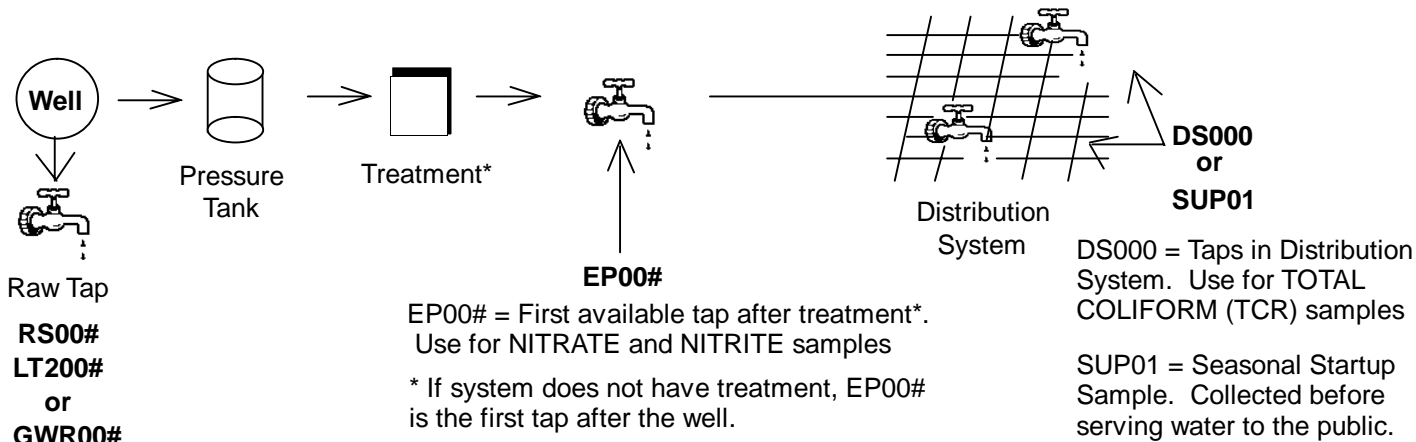 Well
Pressure
Tank
Treatment*
Raw Tap
RS00#
LT200#
or
GWR00#
EP00#
EP00# = First available tap after treatment*.
Use for NITRATE and NITRITE samples
* If system does not have treatment, EP00#
is the first tap after the well.
Distribution
System
DS000
or
SUP01
DS000 = Taps in Distribution
System. Use for TOTAL
COLIFORM (TCR) samples
SUP01 = Seasonal Startup
Sample. Collected before
serving water to the public.